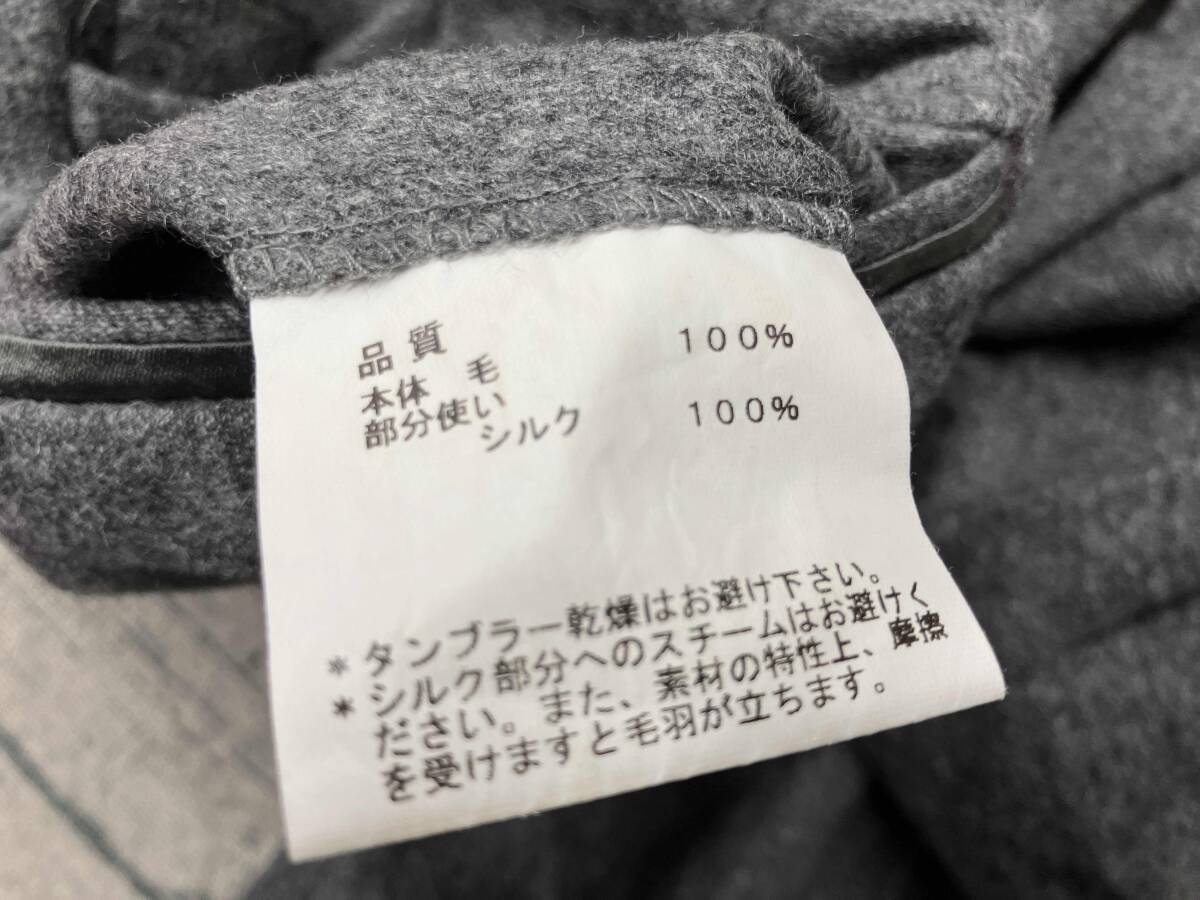 品質
本体 毛 100%
部分使い
シルク 100%
*タンブラー乾燥はお避け下さい。
*シルク部分へのスチームはお避けく
ださい。また、素材の特性上、摩擦
を受けますと毛羽が立ちます。